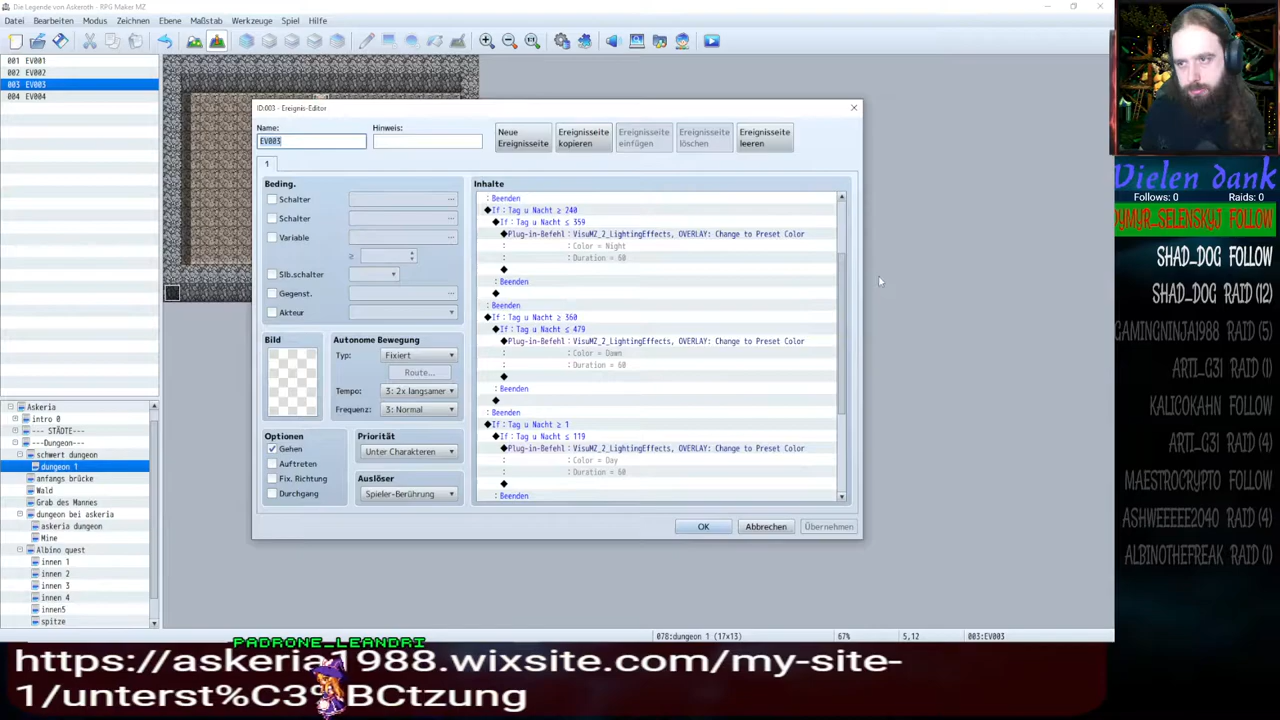 Die Legende von Askeroth - RPG Maker MZ
Datei Bearbeiten Modus Zeichnen Ebene Maßstab Werkzeuge Spiel Hilfe
001 EV001
002 EV002
003 EV003
004 EV004
ID:003 - Ereignis-Editor
Name:
Hinweis:
EV003
Neue Ereignisseite
Ereignisseite kopieren
Ereignisseite einfügen
Ereignisseite löschen
Ereignisseite leeren
1
Beding.
Schalter
Schalter
Variable
≥
Slb.schalter
Gegenst.
Akteur
Bild
Autonome Bewegung
Typ: Fixiert
Route...
Tempo: 3: 2x langsamer
Frequenz: 3: Normal
Optionen
Gehen
Auftreten
Fix. Richtung
Durchgang
Priorität
Unter Charakteren
Auslöser
Spieler-Berührung
Inhalte
:Beenden
◆If：Tag u Nacht ≥ 240
◆If：Tag u Nacht ≤ 359
◆Plug-in-Befehl：VisuMZ_2_LightingEffects, OVERLAY: Change to Preset Color
: :Color = Night
: :Duration = 60
◆
:Beenden
◆
:Beenden
◆If：Tag u Nacht ≥ 360
◆If：Tag u Nacht ≤ 479
◆Plug-in-Befehl：VisuMZ_2_LightingEffects, OVERLAY: Change to Preset Color
: :Color = Dawn
: :Duration = 60
◆
:Beenden
◆
:Beenden
◆If：Tag u Nacht ≥ 1
◆If：Tag u Nacht ≤ 119
◆Plug-in-Befehl：VisuMZ_2_LightingEffects, OVERLAY: Change to Preset Color
: :Color = Day
: :Duration = 60
◆
:Beenden
OK
Abbrechen
Übernehmen
Askeria
intro 0
--- STÄDTE---
---Dungeon---
schwert dungeon
dungeon 1
anfangs brücke
Wald
Grab des Mannes
dungeon bei askeria
askeria dungeon
Mine
Albino quest
innen 1
innen 2
innen 3
innen 4
innen5
spitze
078:dungeon 1 (17x13)
67%
5,12
003:EV003
Vielen dank
Follows: 0 Raids: 0
DYMYR_SELENSKYJ FOLLOW
SHAD_DOG FOLLOW
SHAD_DOG RAID (12)
GAMINGNINJA1988 RAID (5)
ARTI_G31 RAID (1)
KALICOKAHN FOLLOW
ARTI_G31 RAID (4)
MAESTROCRYPTO FOLLOW
ASHWEEEEE2040 RAID (4)
ALBINOTHEFREAK RAID (1)
PADRONE_LEANDRI
https://askeria1988.wixsite.com/my-site-
1/unterst%C3%BCtzung